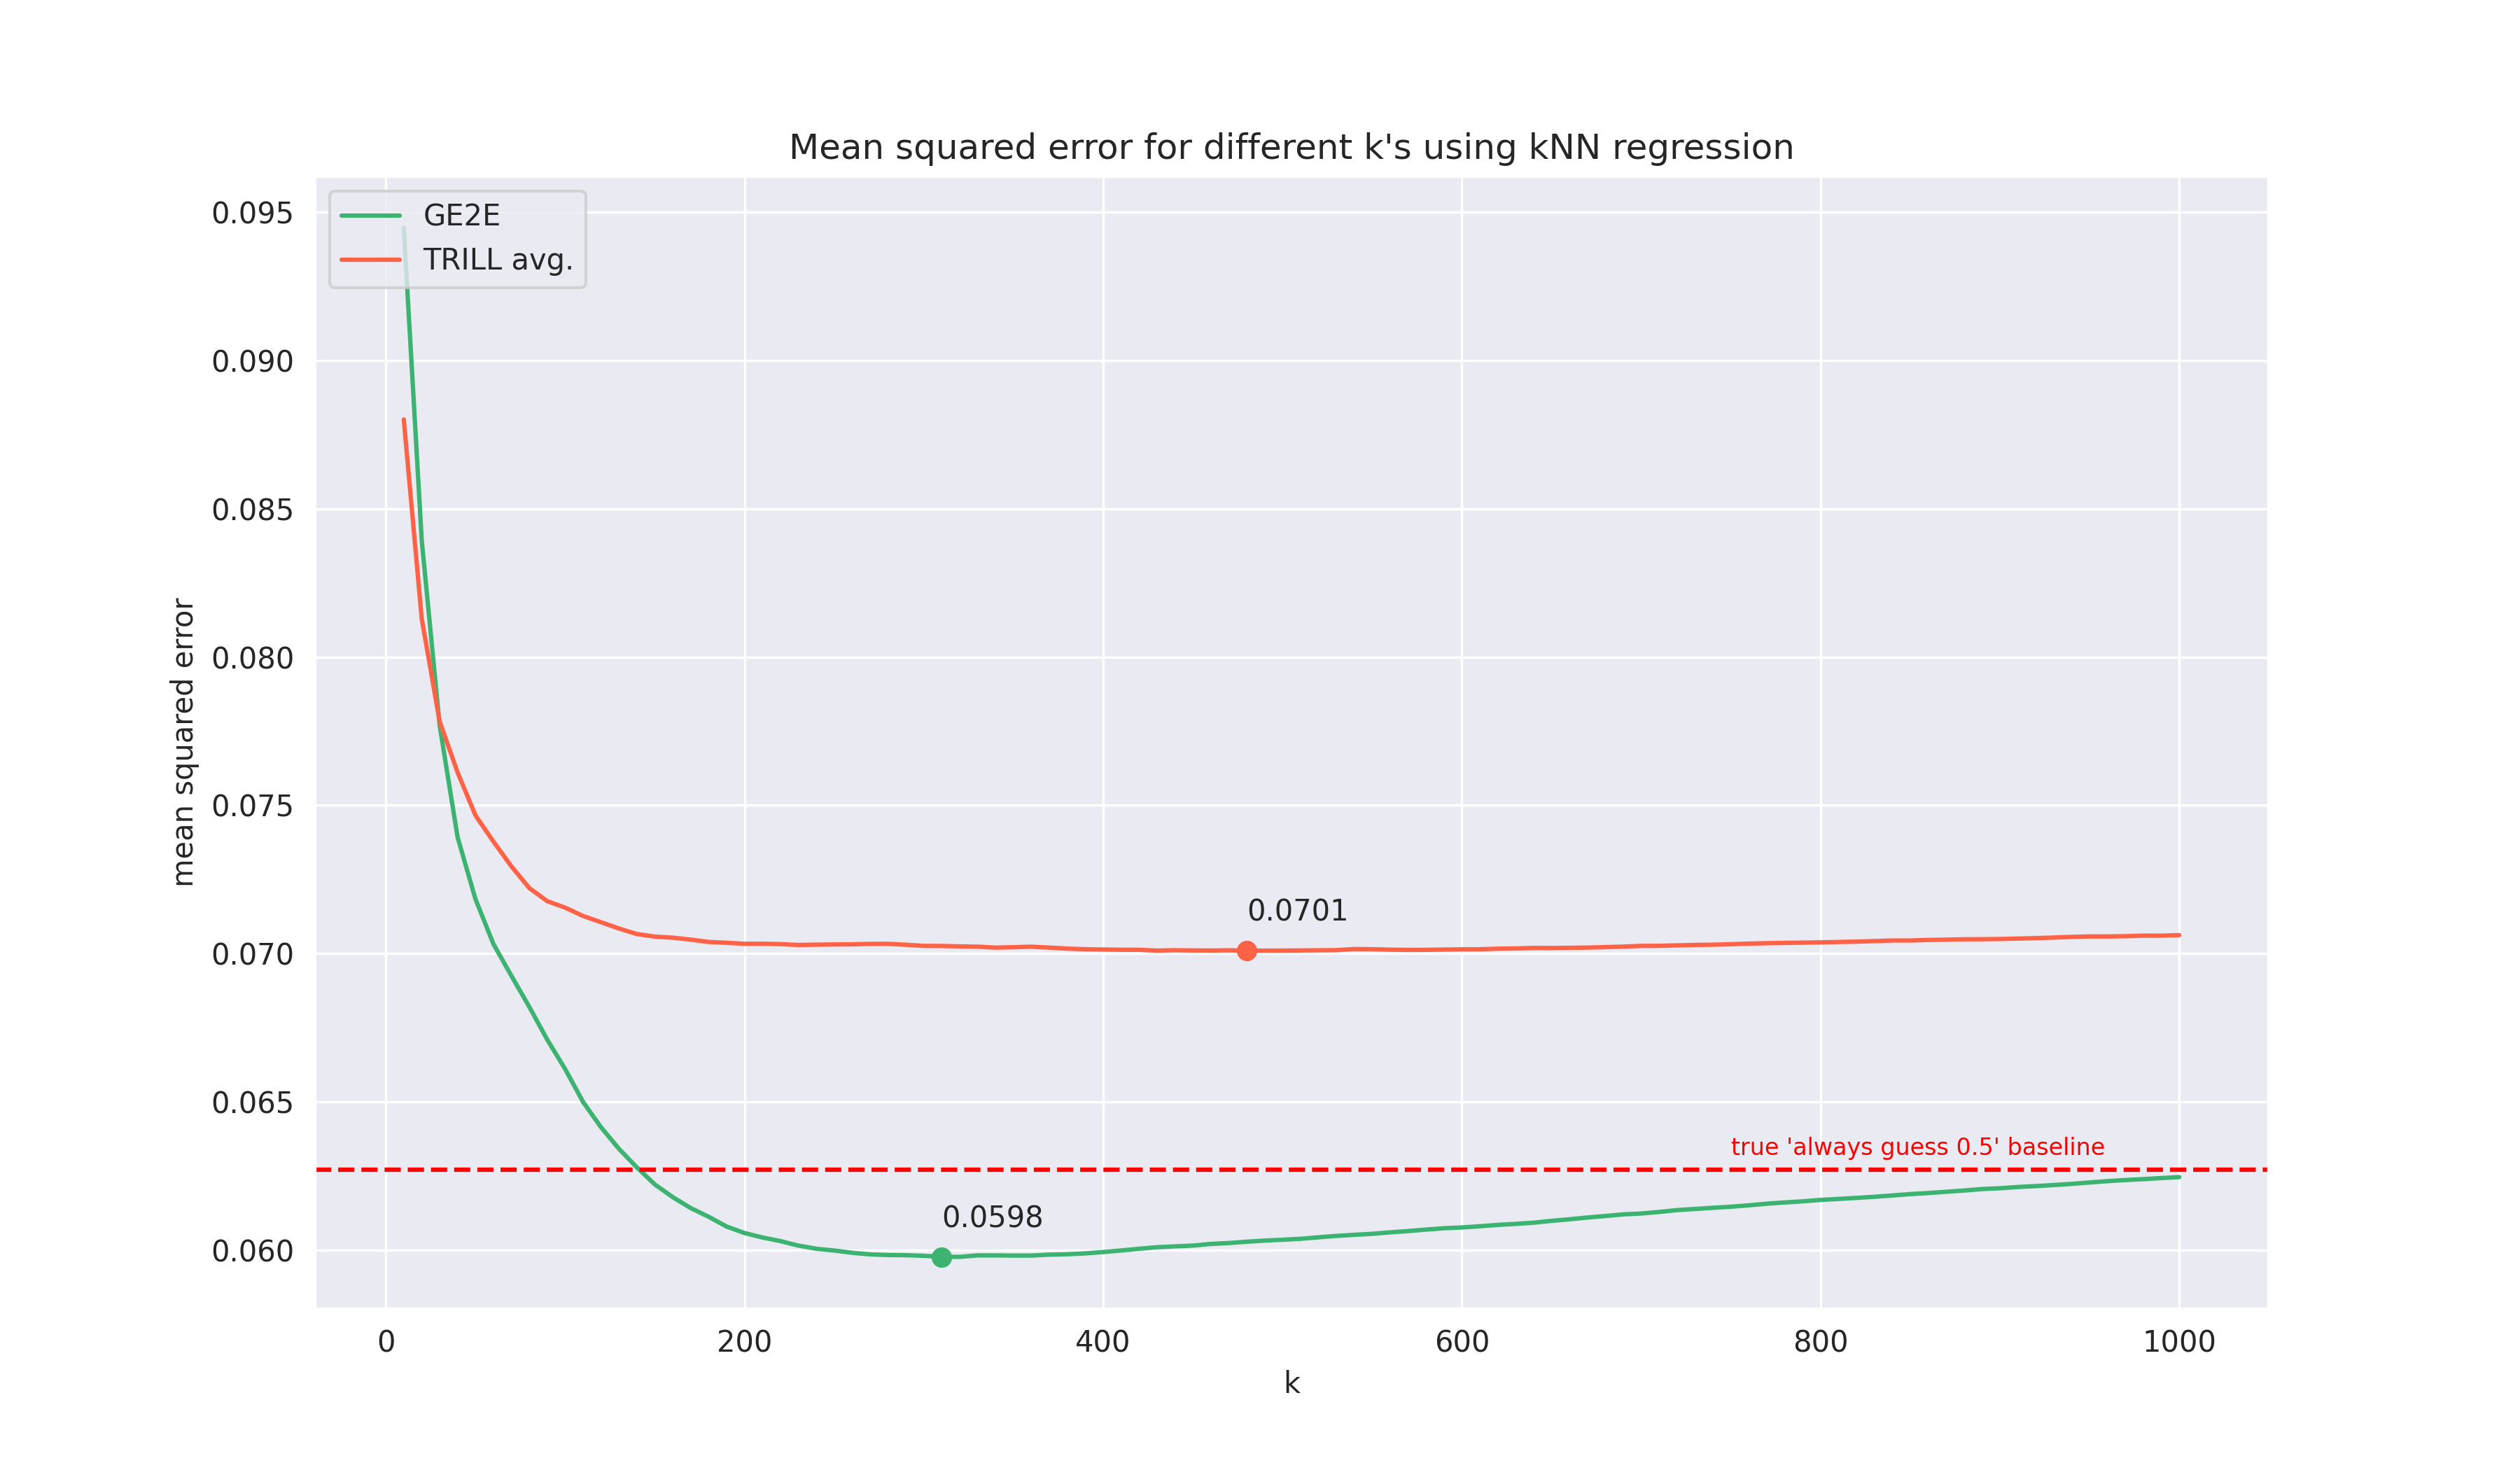 Mean squared error for different k's using kNN regression
GE2E
TRILL avg.
mean squared error
0.095
0.090
0.085
0.080
0.075
0.070
0.065
0.060
0.0701
true 'always guess 0.5' baseline
0.0598
0 200 400 600 800 1000
k